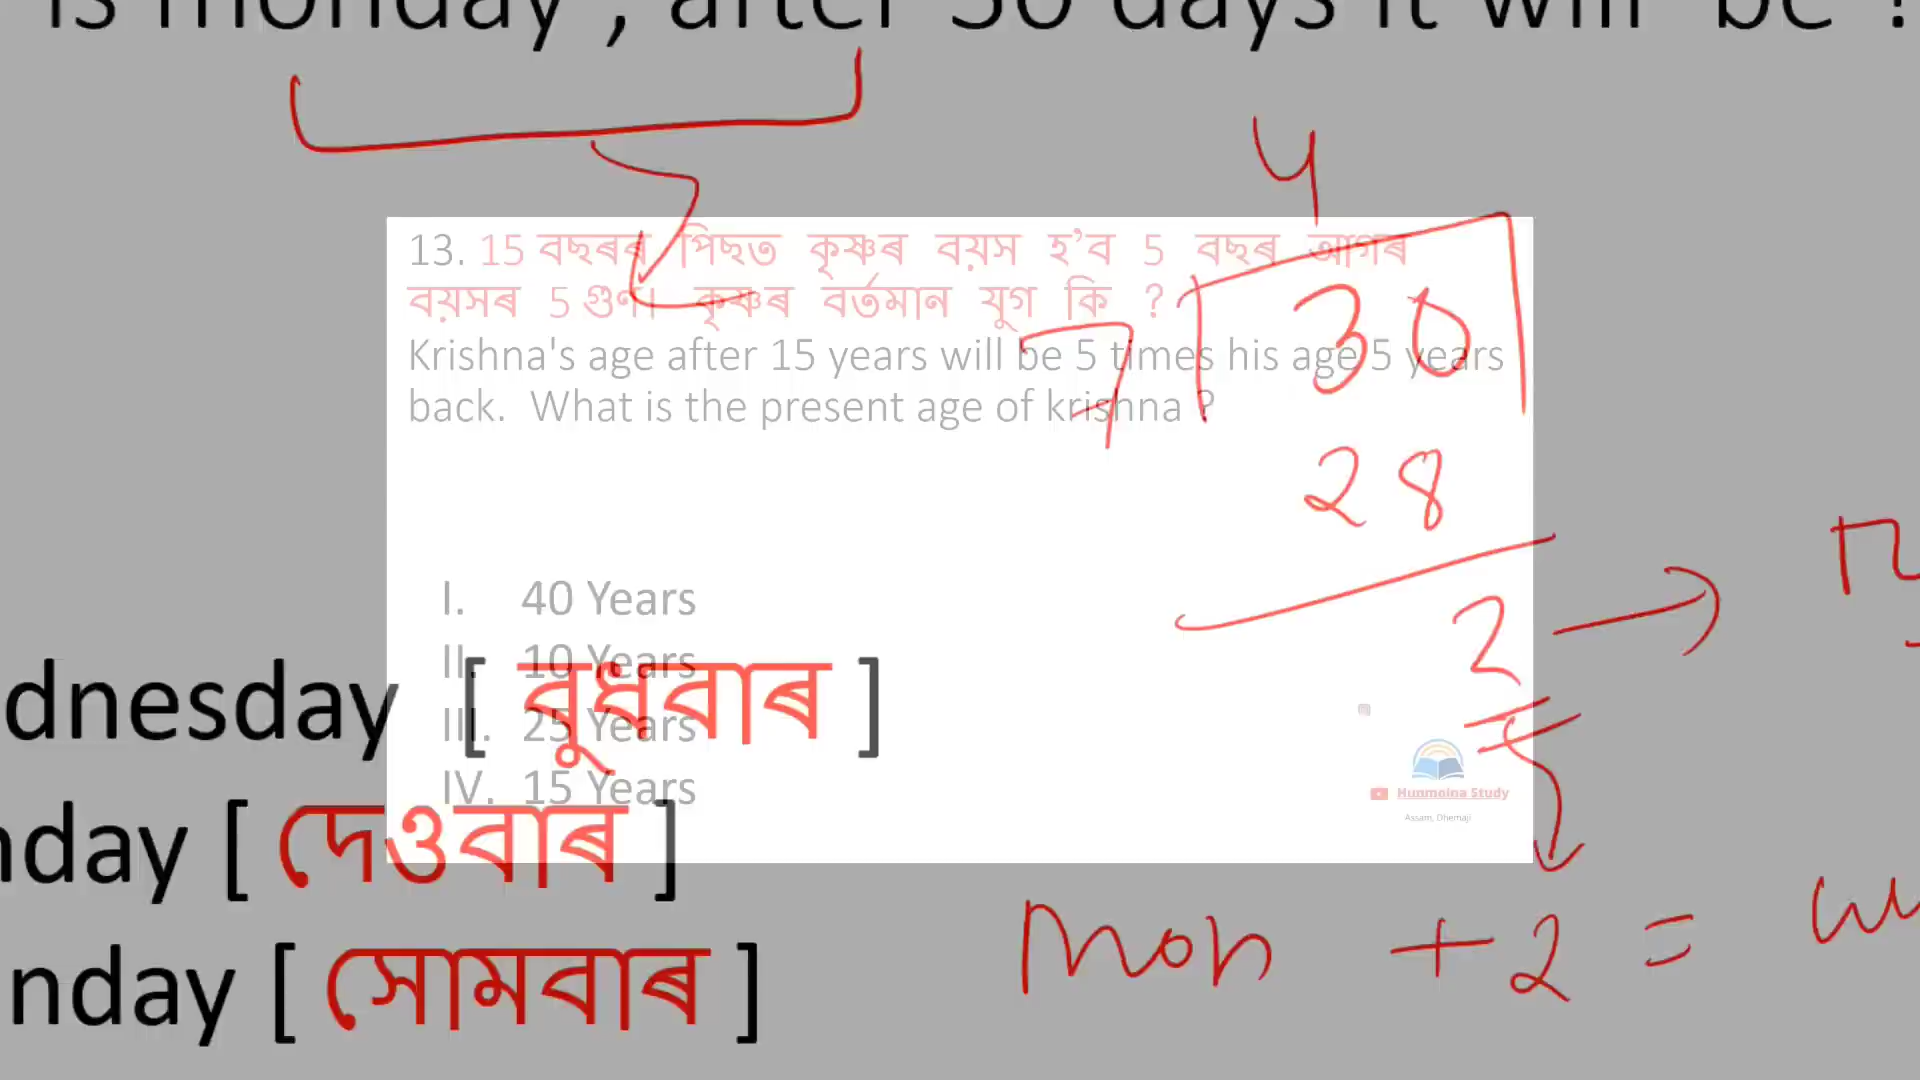 is monday , after 30 days it will be ?
4
13. 15 বছৰৰ পিছত কৃষ্ণৰ বয়স হ’ব 5 বছৰ আগৰ
বয়সৰ 5 গুণ। কৃষ্ণৰ বৰ্তমান যুগ কি ?
Krishna's age after 15 years will be 5 times his age 5 years
back. What is the present age of krishna ?
7 30
28
2
I. 40 Years
II. 10 Years
III. 25 Years
IV. 15 Years
dnesday [ বুধবাৰ ]
nday [ দেওবাৰ ]
nday [ সোমবাৰ ]
Hunmoina Study
Assam, Dhemaji
Mon + 2 =